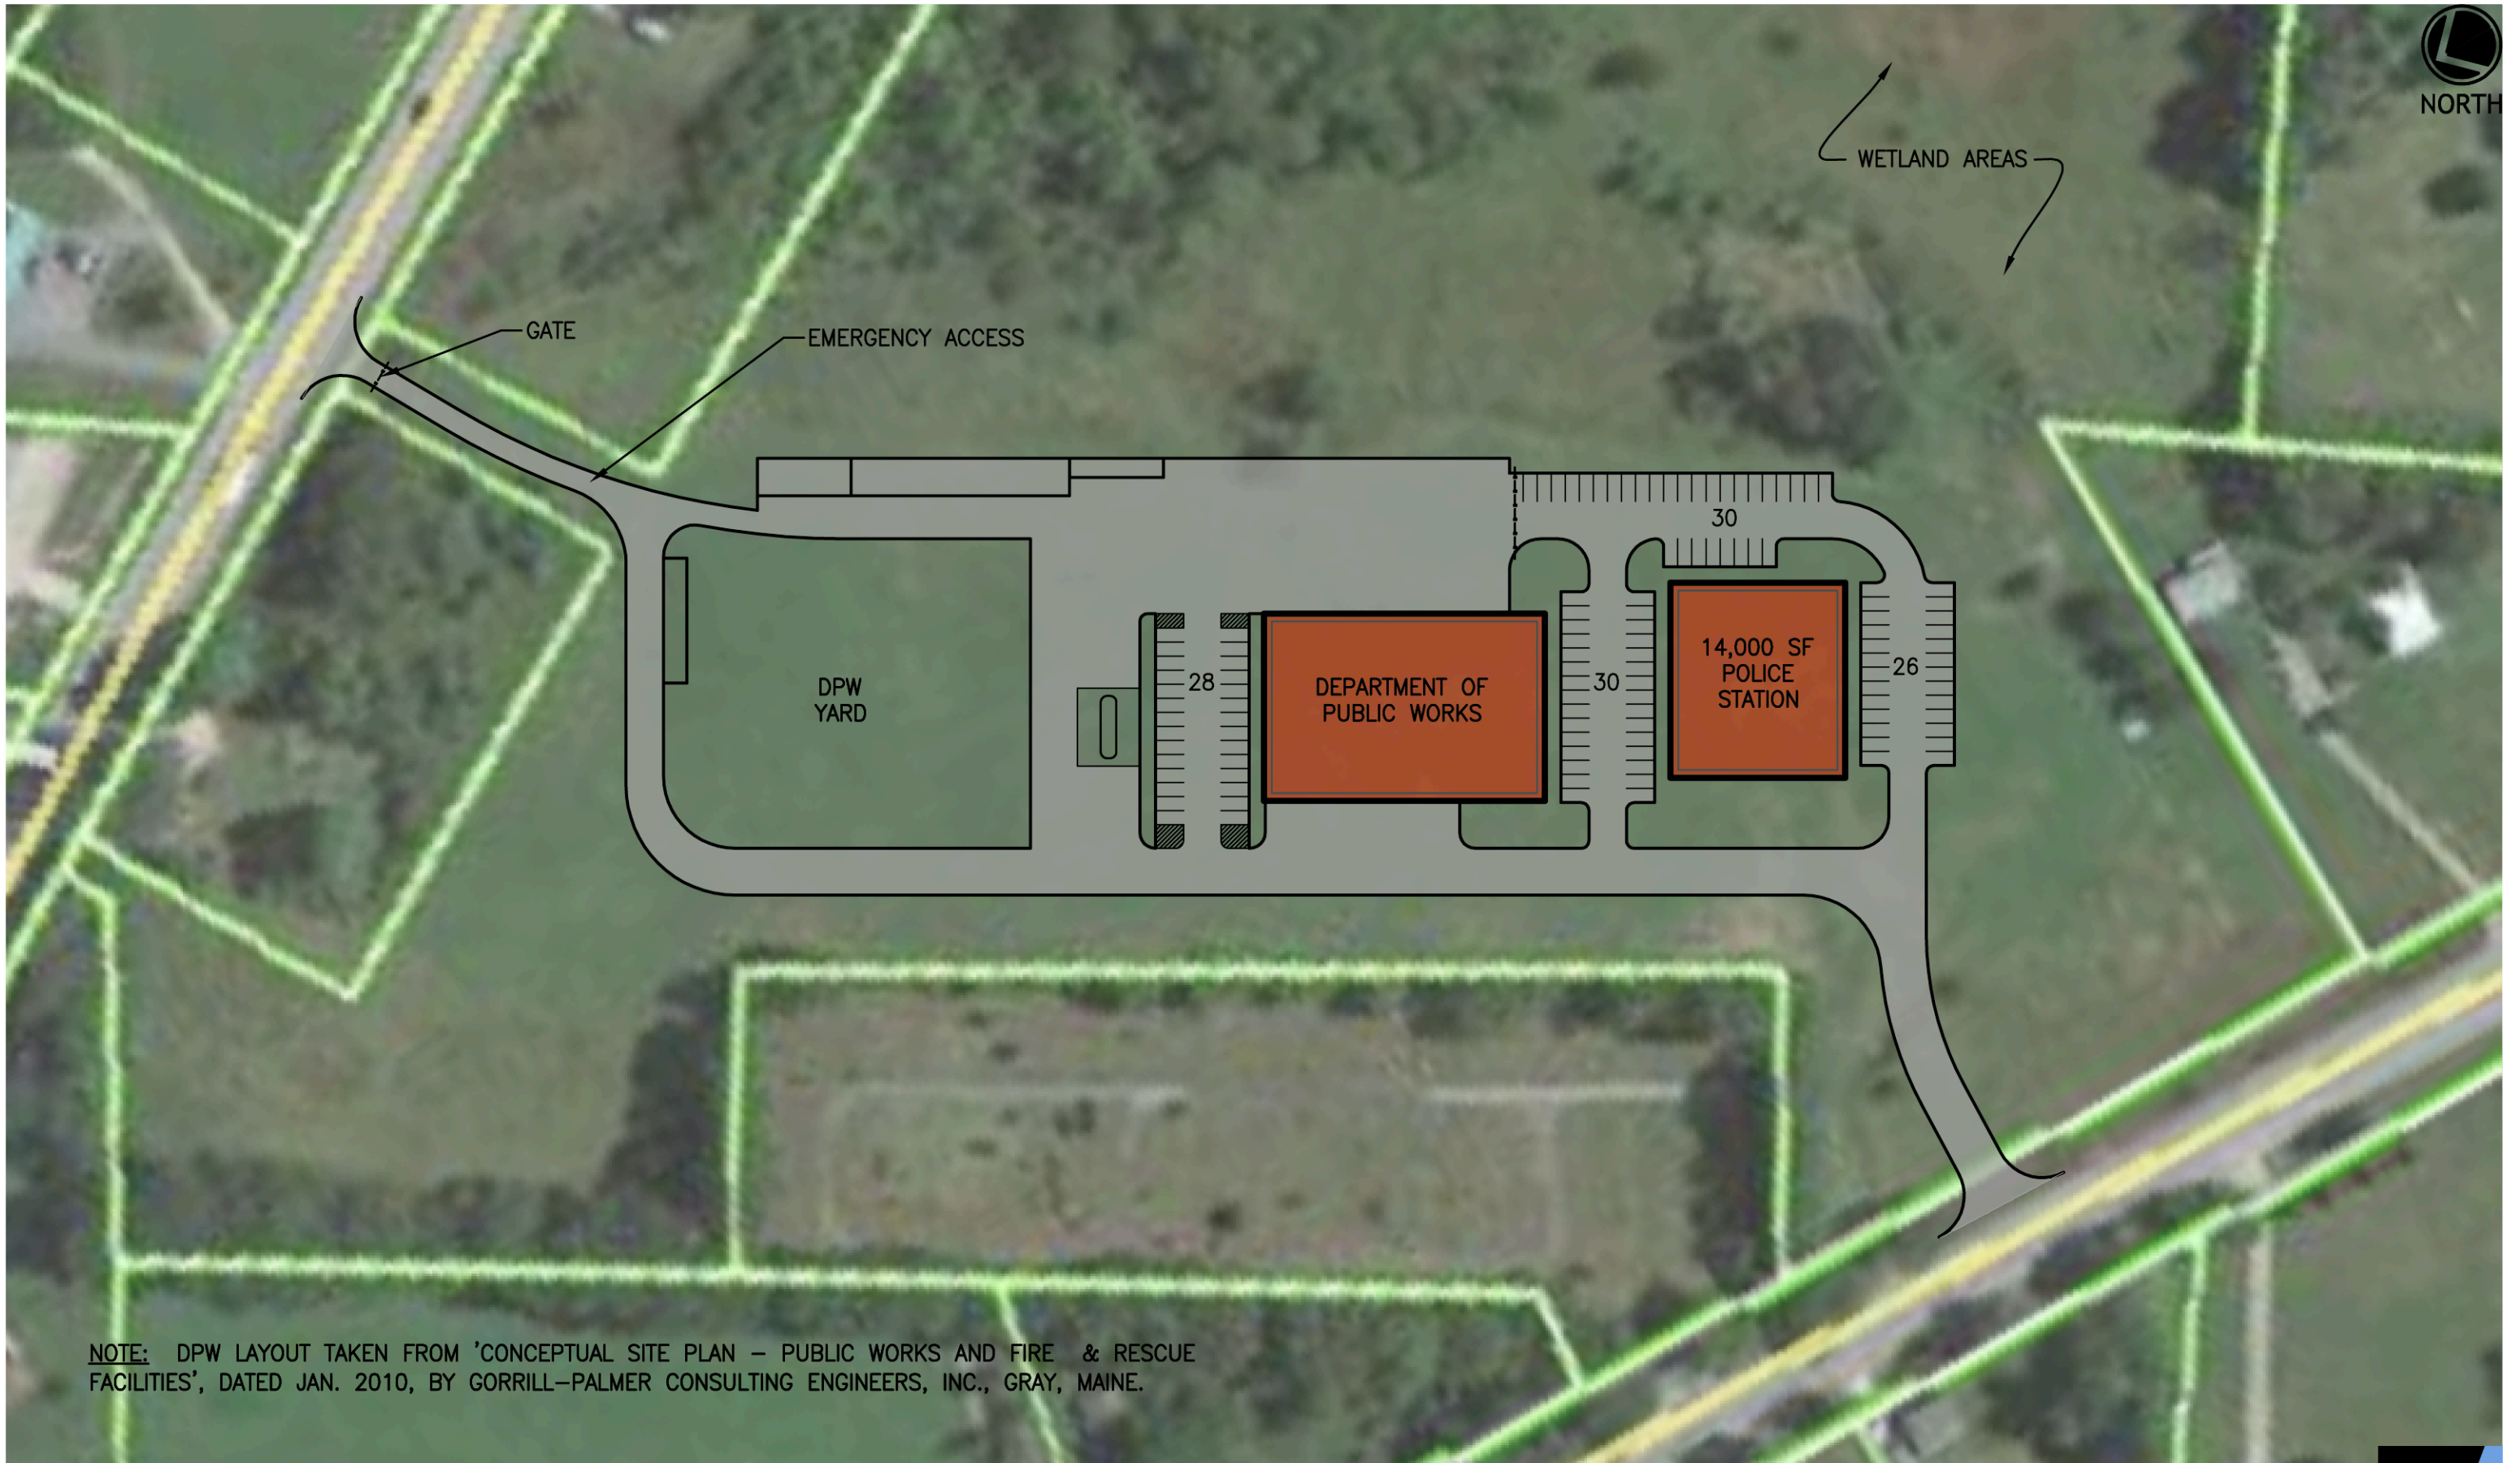 NORTH
WETLAND AREAS
GATE
EMERGENCY ACCESS
30
14,000 SF
POLICE
STATION
26
28
30
DPW
YARD
DEPARTMENT OF
PUBLIC WORKS
NOTE: DPW LAYOUT TAKEN FROM 'CONCEPTUAL SITE PLAN – PUBLIC WORKS AND FIRE & RESCUE
FACILITIES', DATED JAN. 2010, BY GORRILL–PALMER CONSULTING ENGINEERS, INC., GRAY, MAINE.